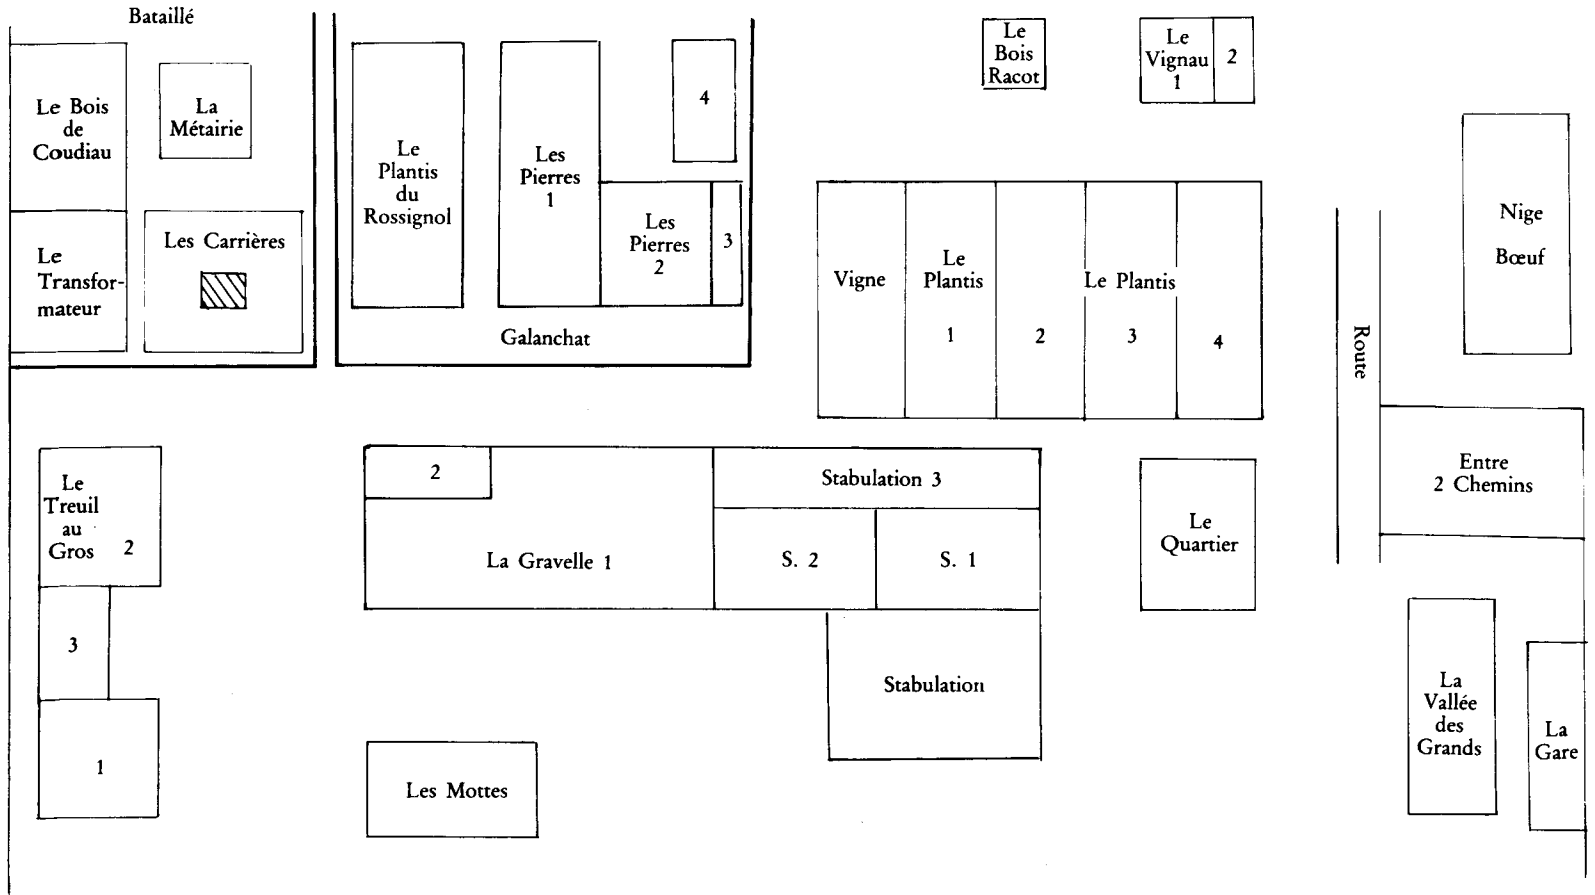 Bataillé
Le Bois
de
Coudiau
La
Métairie
Le
Transfor-
mateur
Les Carrières
Le
Plantis
du
Rossignol
Les
Pierres
1
4
Les
Pierres
2
3
Galanchat
Le
Bois
Racot
Le
Vignau
1
2
Vigne
Le
Plantis
1
Le Plantis
2
3
4
Route
Nige
Bœuf
Entre
2 Chemins
Le
Treuil
au
Gros 2
3
1
2
La Gravelle 1
Stabulation 3
S. 2
S. 1
Stabulation
Le
Quartier
Les Mottes
La
Vallée
des
Grands
La
Gare